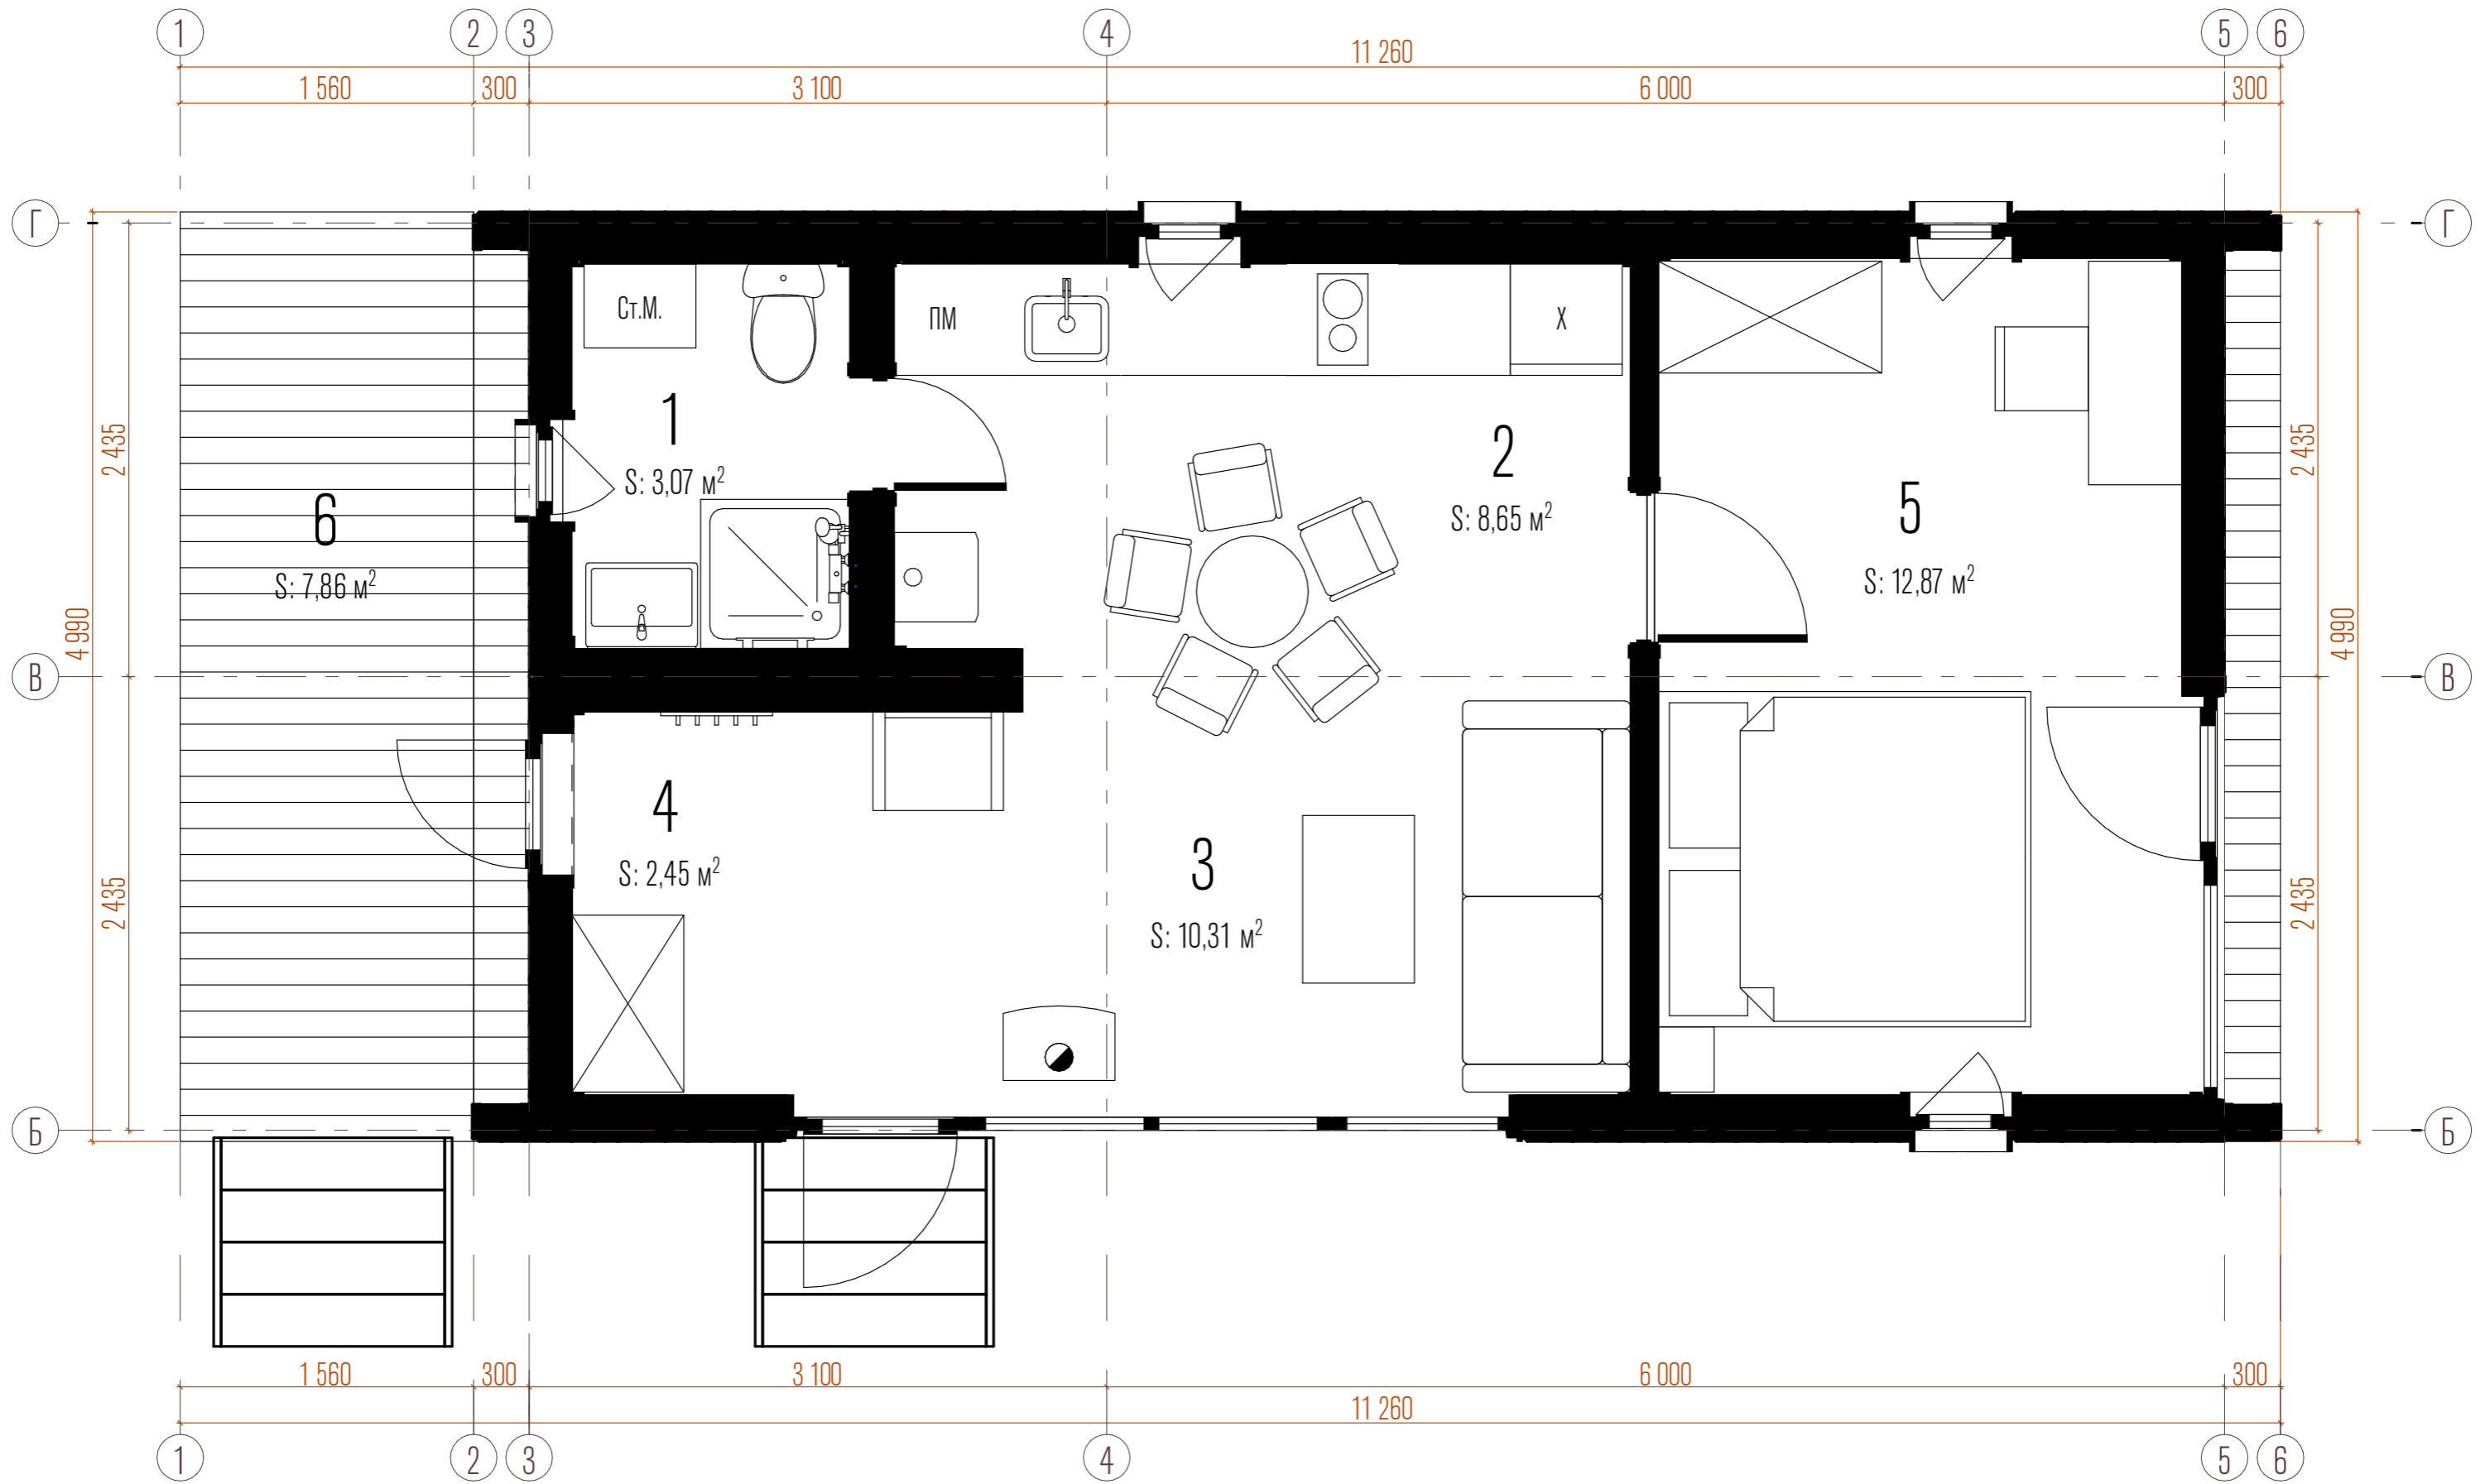 1 2 3 4 5 6
11 260
1 560 300 3 100 6 000 300
Г Г
Ст.М.
ПМ
Х
1
S: 3,07 м²
2
S: 8,65 м²
5
S: 12,87 м²
6
S: 7,86 м²
2 435 2 435
4 990 4 990
В В
4
S: 2,45 м²
3
S: 10,31 м²
2 435 2 435
Б Б
1 560 300 3 100 6 000 300
11 260
1 2 3 4 5 6